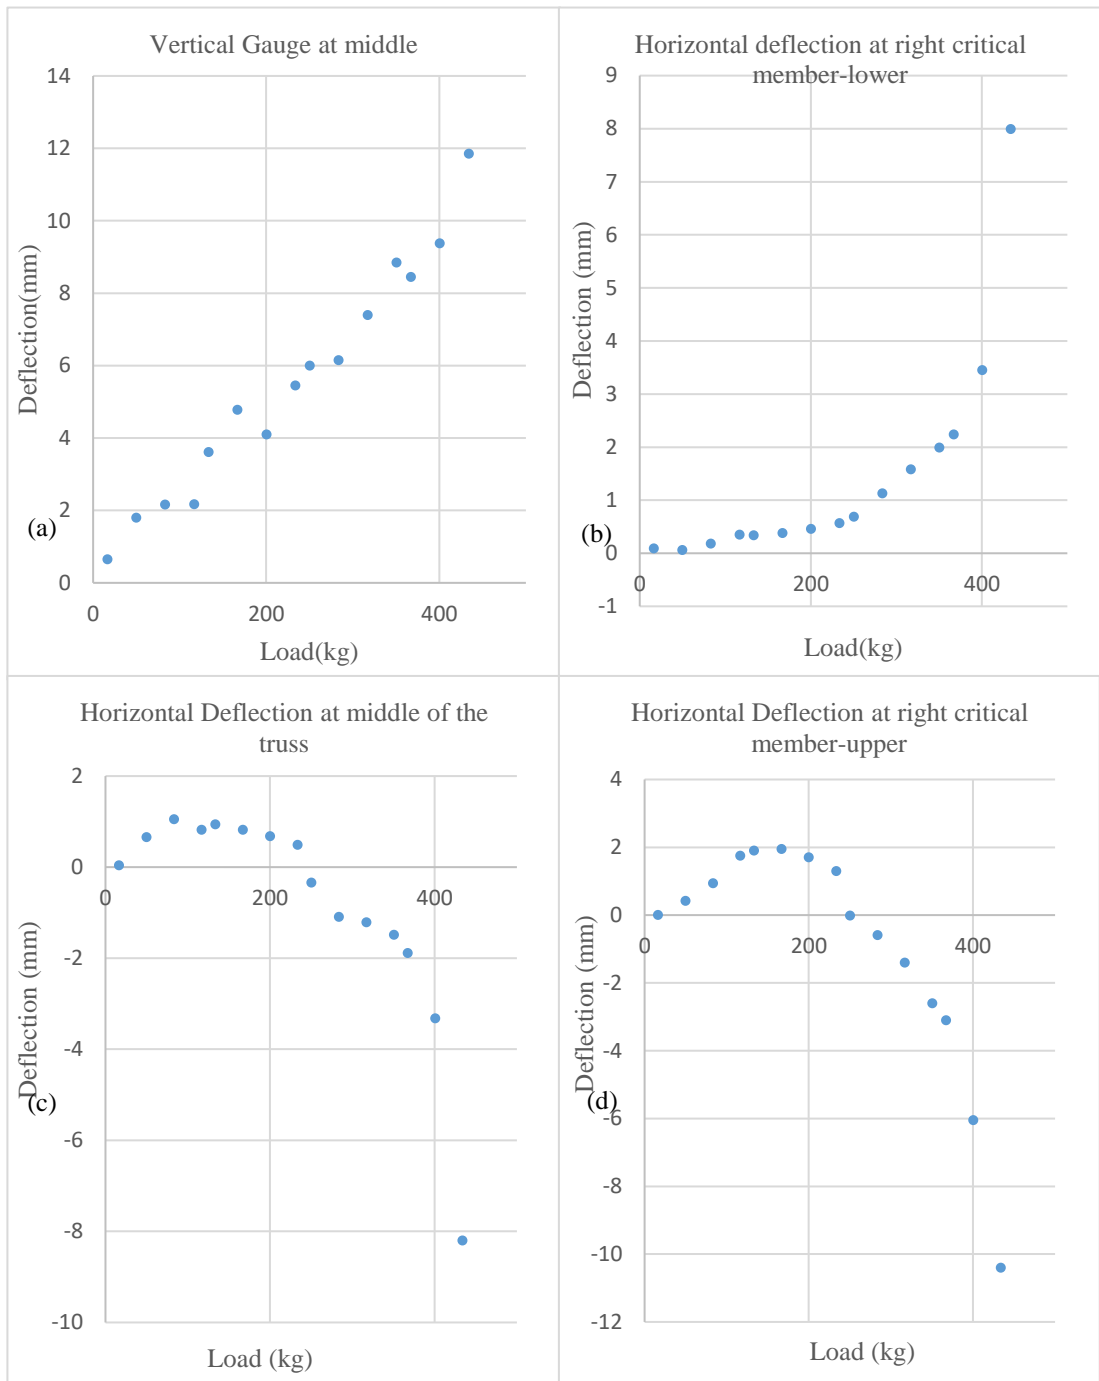 Vertical Gauge at middle
14
12
10
8
6
4
2
0
0 200 400
Deflection(mm)
Load(kg)
(a)
Horizontal deflection at right critical
member-lower
9
8
7
6
5
4
3
2
1
0
-1
0 200 400
Deflection (mm)
Load(kg)
(b)
Horizontal Deflection at middle of the
truss
2
0
-2
-4
-6
-8
-10
0 200 400
Deflection (mm)
Load (kg)
(c)
Horizontal Deflection at right critical
member-upper
4
2
0
-2
-4
-6
-8
-10
-12
0 200 400
Deflection (mm)
Load (kg)
(d)